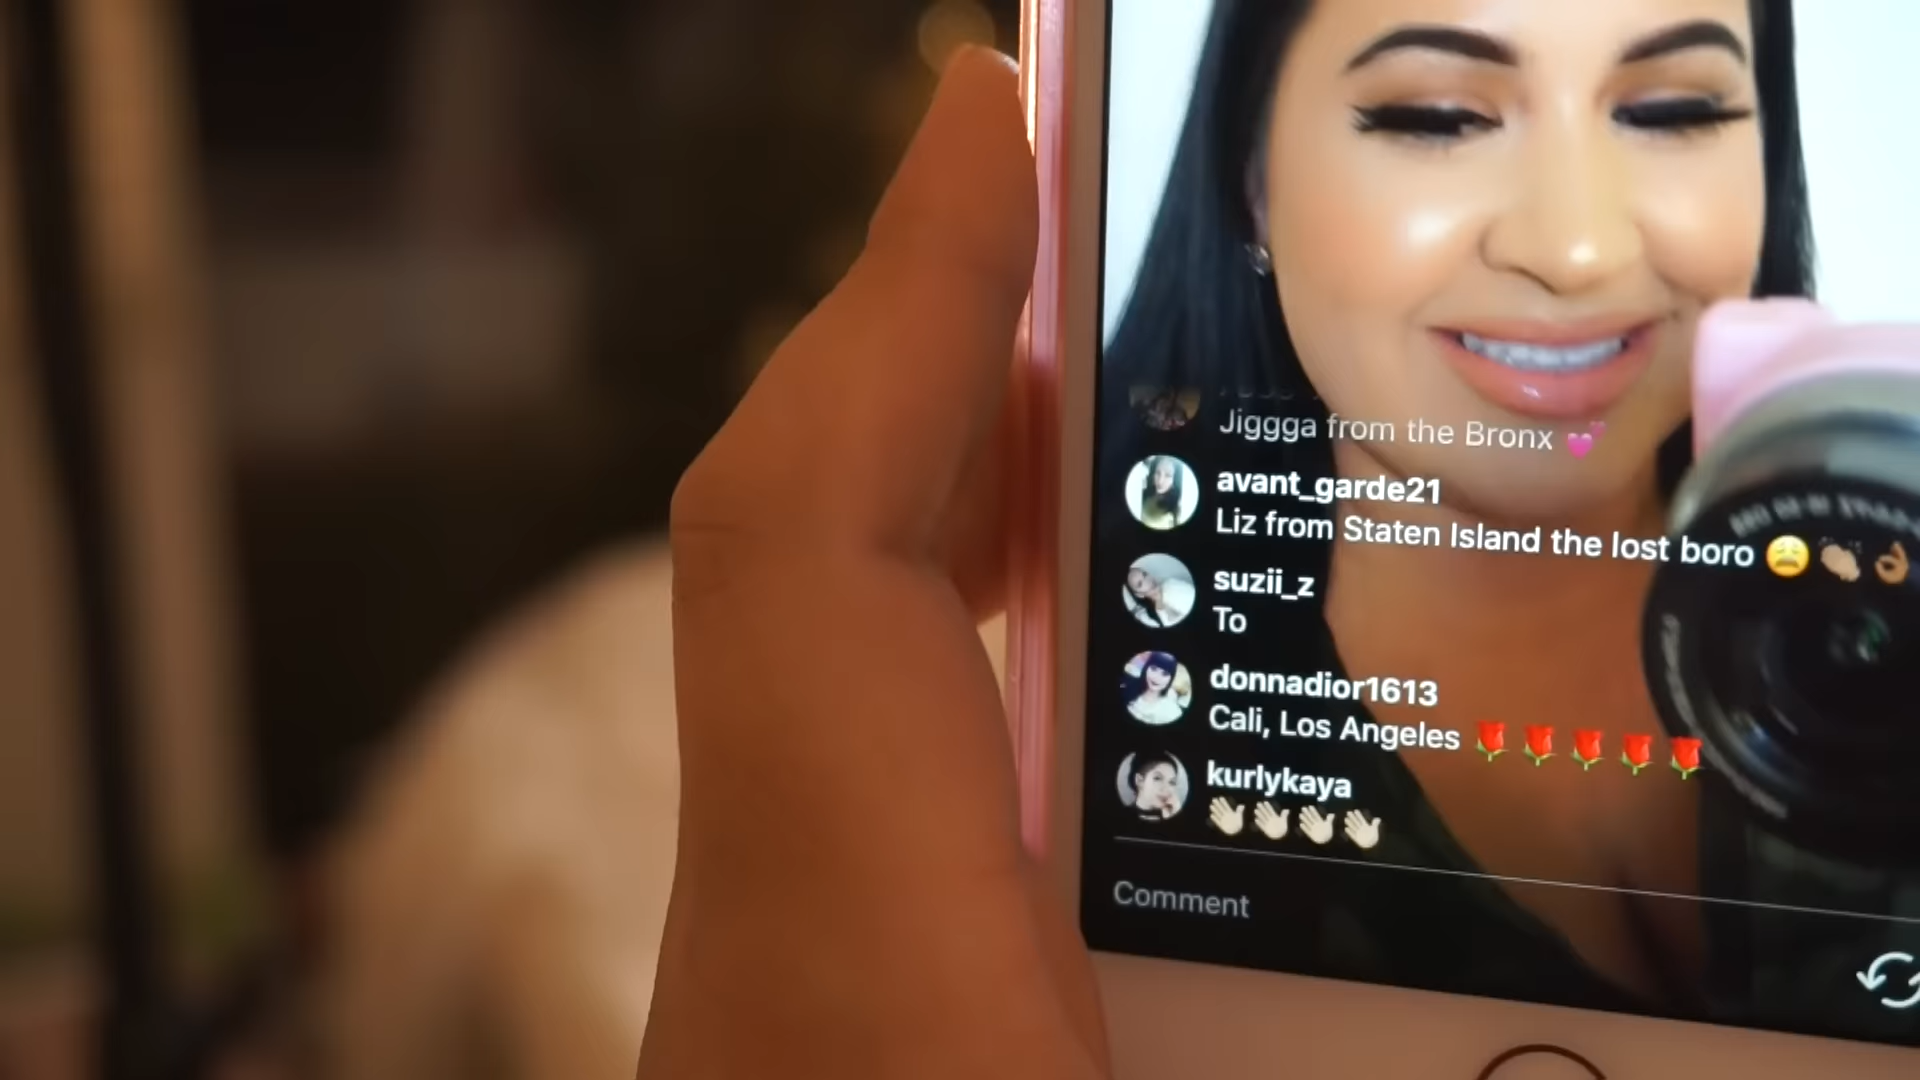 Jiggga from the Bronx 💕
avant_garde21
Liz from Staten Island the lost boro 😩👏🏼👌🏽
suzii_z
To
donnadior1613
Cali, Los Angeles 🌹🌹🌹🌹🌹
kurlykaya
👋🏻👋🏻👋🏻👋🏻
Comment